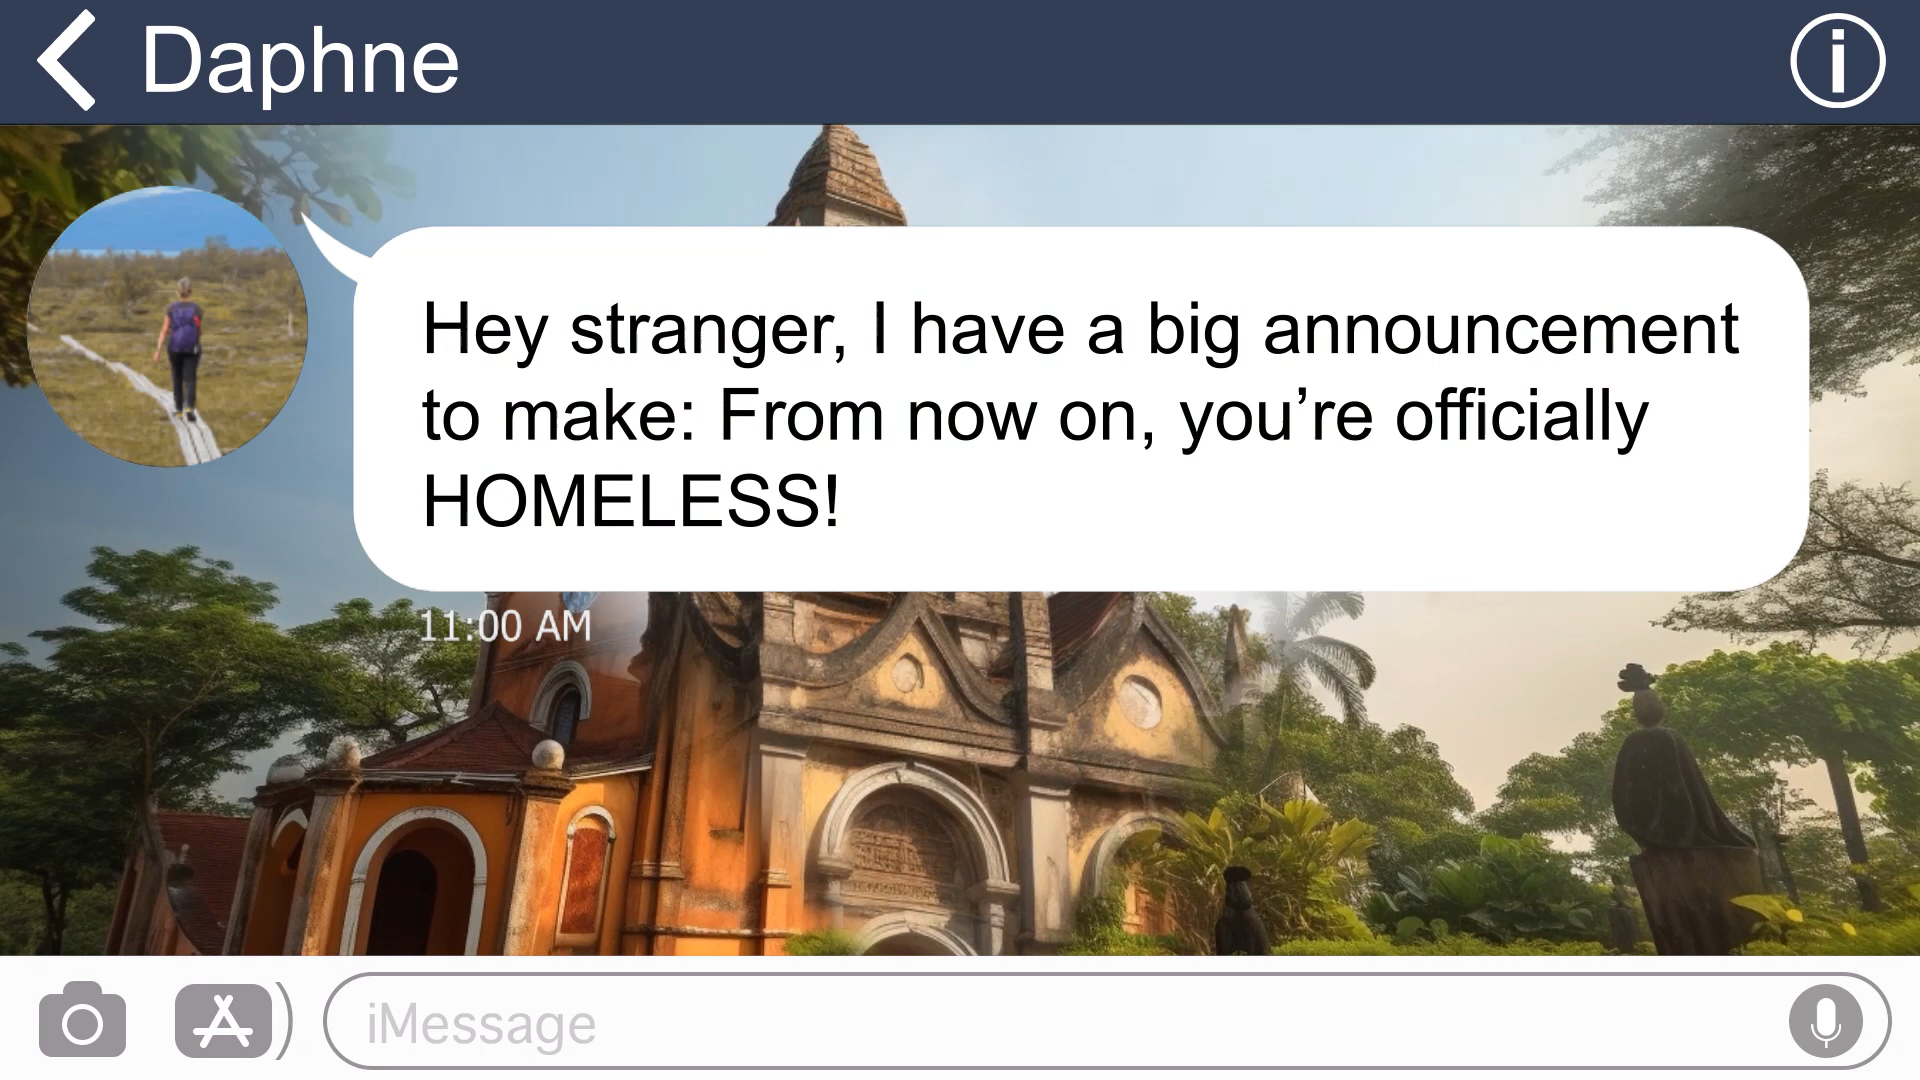 Daphne
Hey stranger, I have a big announcement
to make: From now on, you’re officially
HOMELESS!
11:00 AM
iMessage